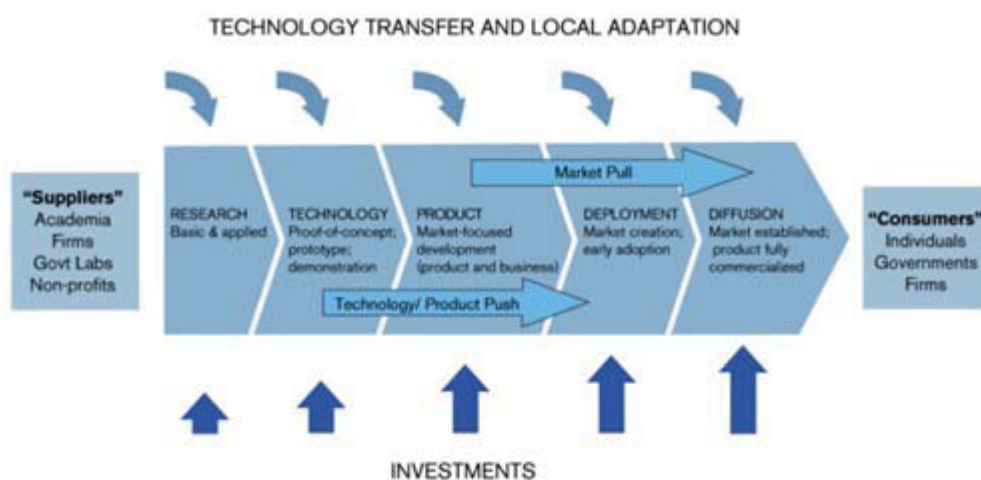 TECHNOLOGY TRANSFER AND LOCAL ADAPTATION
"Suppliers"
Academia
Firms
Govt Labs
Non-profits
RESEARCH
Basic & applied
TECHNOLOGY
Proof-of-concept;
prototype;
demonstration
PRODUCT
Market-focused
development
(product and business)
DEPLOYMENT
Market creation;
early adoption
DIFFUSION
Market established;
product fully
commercialized
Market Pull
Technology/ Product Push
"Consumers"
Individuals
Governments
Firms
INVESTMENTS